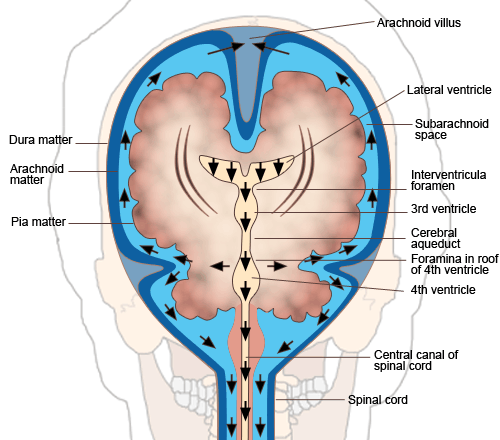 Arachnoid villus
Lateral ventricle
Subarachnoid
space
Interventricula
foramen
3rd ventricle
Cerebral
aqueduct
Foramina in roof
of 4th ventricle
4th ventricle
Central canal of
spinal cord
Spinal cord
Dura matter
Arachnoid
matter
Pia matter